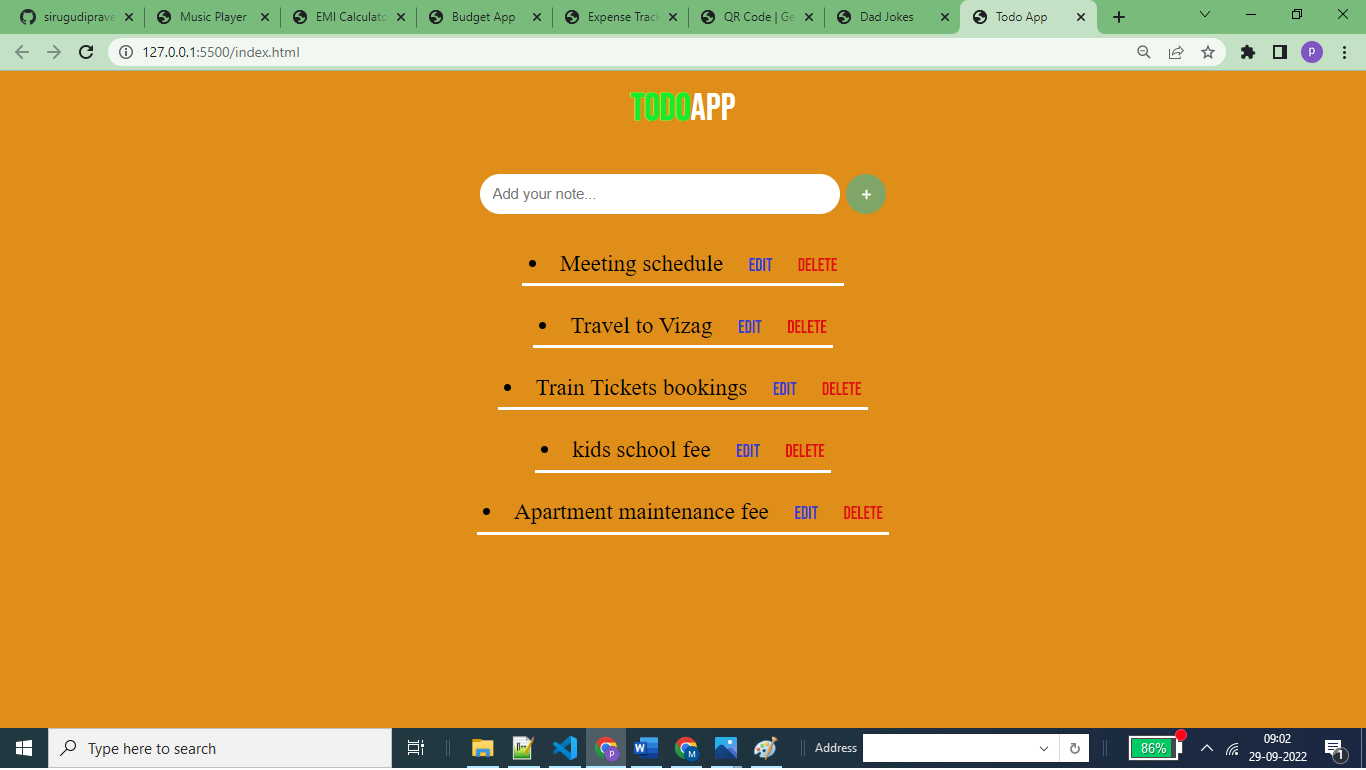 sirugudiprave
Music Player
EMI Calculato
Budget App
Expense Track
QR Code | Ge
Dad Jokes
Todo App
127.0.0.1:5500/index.html
P
TODOAPP
Add your note...
+
• Meeting schedule EDIT DELETE
• Travel to Vizag EDIT DELETE
• Train Tickets bookings EDIT DELETE
• kids school fee EDIT DELETE
• Apartment maintenance fee EDIT DELETE
Type here to search
P
W
M
Address
86%
09:02
29-09-2022
1